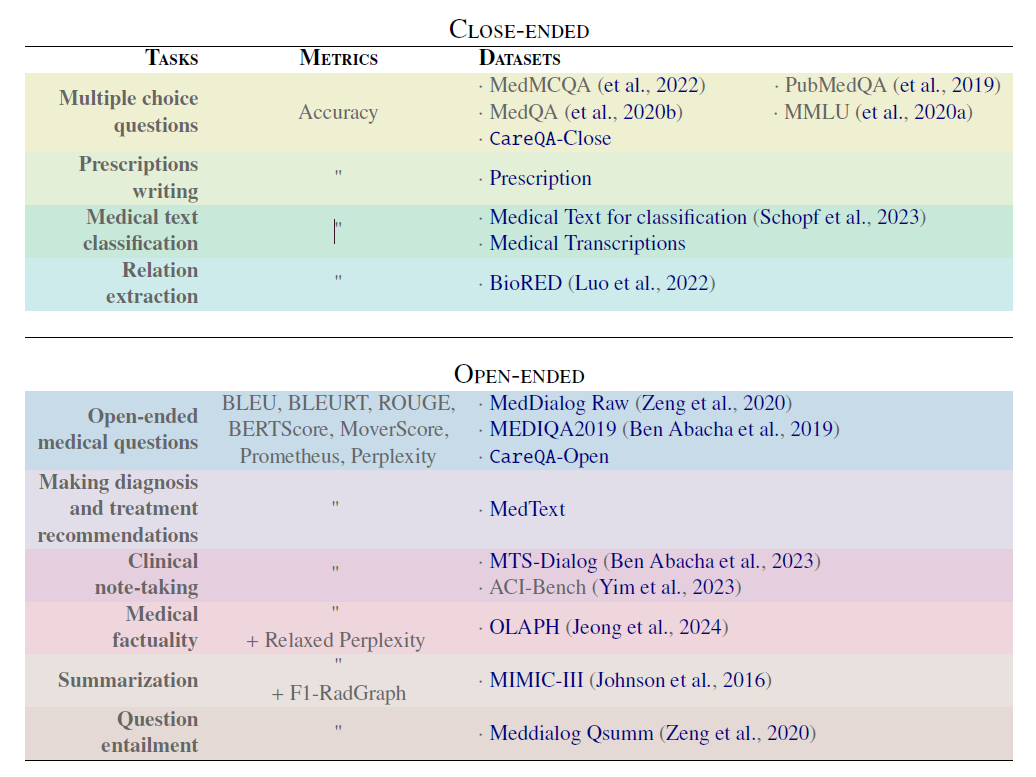 CLOSE-ENDED
TASKS METRICS DATASETS
Multiple choice questions Accuracy · MedMCQA (et al., 2022) · PubMedQA (et al., 2019)
· MedQA (et al., 2020b) · MMLU (et al., 2020a)
· CareQA-Close
Prescriptions writing " · Prescription
Medical text classification " · Medical Text for classification (Schopf et al., 2023)
· Medical Transcriptions
Relation extraction " · BioRED (Luo et al., 2022)
OPEN-ENDED
Open-ended medical questions BLEU, BLEURT, ROUGE, · MedDialog Raw (Zeng et al., 2020)
BERTScore, MoverScore, · MEDIQA2019 (Ben Abacha et al., 2019)
Prometheus, Perplexity · CareQA-Open
Making diagnosis and treatment recommendations " · MedText
Clinical note-taking " · MTS-Dialog (Ben Abacha et al., 2023)
· ACI-Bench (Yim et al., 2023)
Medical factuality " + Relaxed Perplexity · OLAPH (Jeong et al., 2024)
Summarization " + F1-RadGraph · MIMIC-III (Johnson et al., 2016)
Question entailment " · Meddialog Qsumm (Zeng et al., 2020)